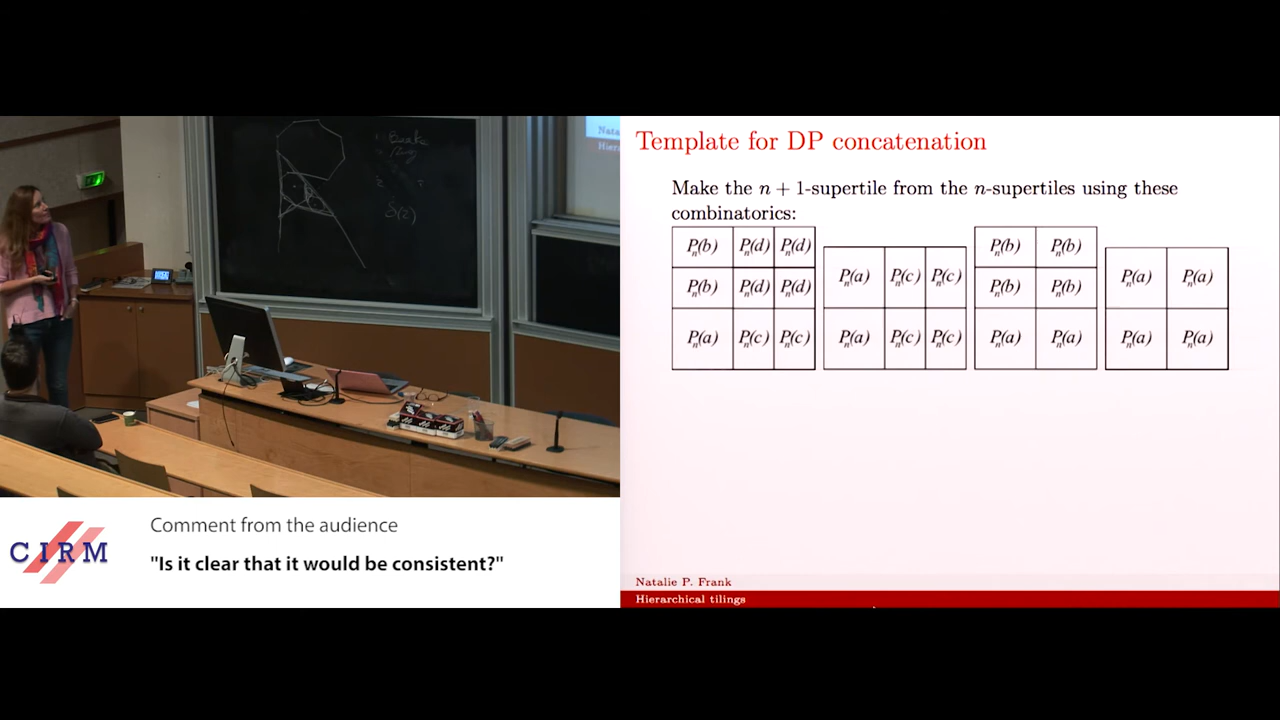 Template for DP concatenation
Make the n + 1-supertile from the n-supertiles using these
combinatorics:
Pn(b) Pn(d) Pn(d)
Pn(b) Pn(d) Pn(d)
Pn(a) Pn(c) Pn(c)
Pn(a) Pn(c) Pn(c)
Pn(a) Pn(c) Pn(c)
Pn(b) Pn(b)
Pn(b) Pn(b)
Pn(a) Pn(a)
Pn(a) Pn(a)
Pn(a) Pn(a)
Natalie P. Frank
Hierarchical tilings
CIRM
Comment from the audience
"Is it clear that it would be consistent?"
Nata
Hier